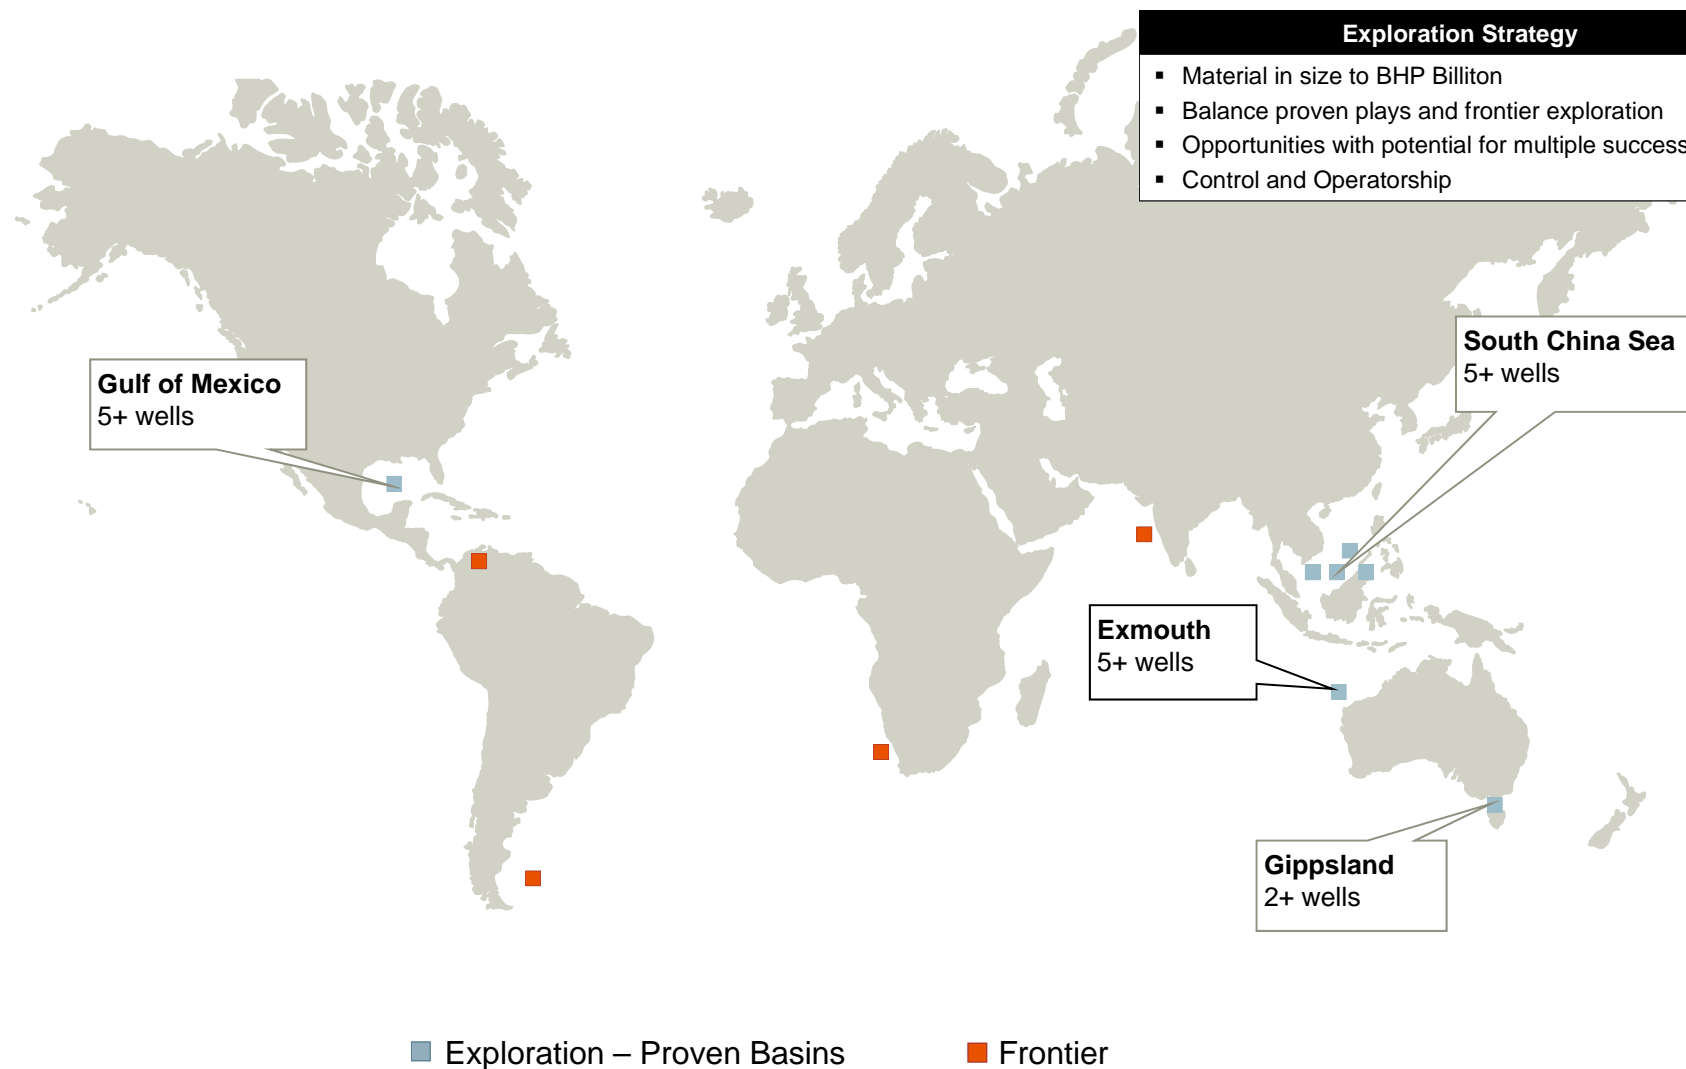 Exploration Strategy
▪ Material in size to BHP Billiton
▪ Balance proven plays and frontier exploration
▪ Opportunities with potential for multiple success
▪ Control and Operatorship
South China Sea
5+ wells
Gulf of Mexico
5+ wells
Exmouth
5+ wells
Gippsland
2+ wells
Exploration – Proven Basins
Frontier